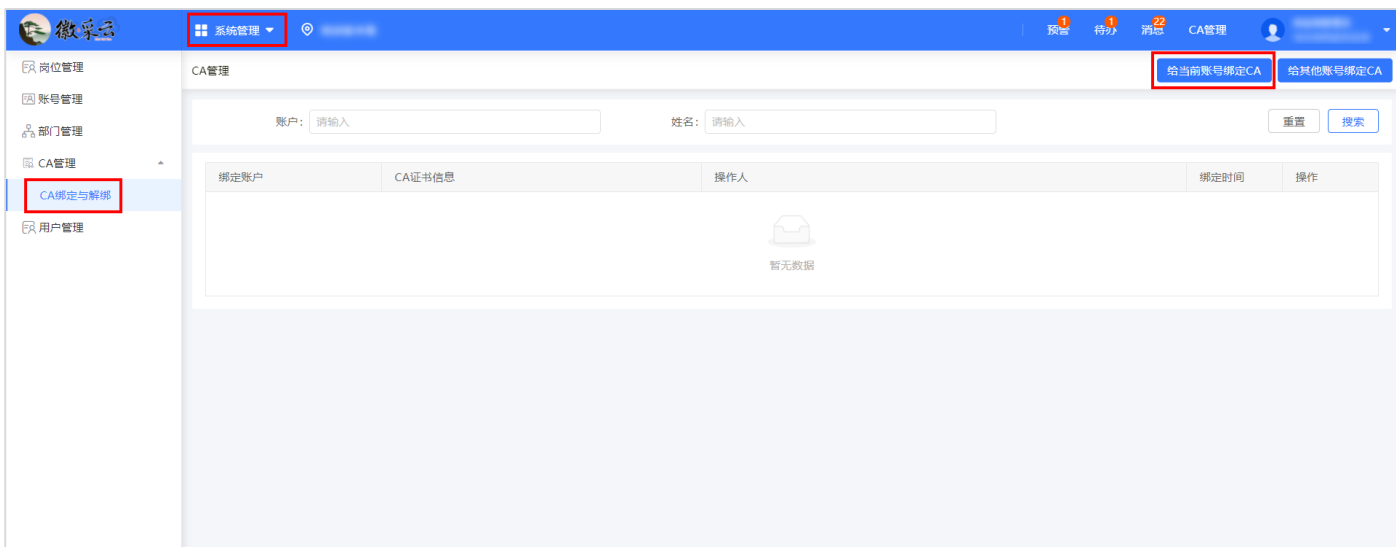 徽采云
系统管理
预警 1
待办 1
消息 22
CA管理
岗位管理
账号管理
部门管理
CA管理
CA绑定与解绑
用户管理
CA管理
给当前账号绑定CA
给其他账号绑定CA
账户: 请输入
姓名: 请输入
重置
搜索
绑定账户 CA证书信息 操作人 绑定时间 操作
暂无数据